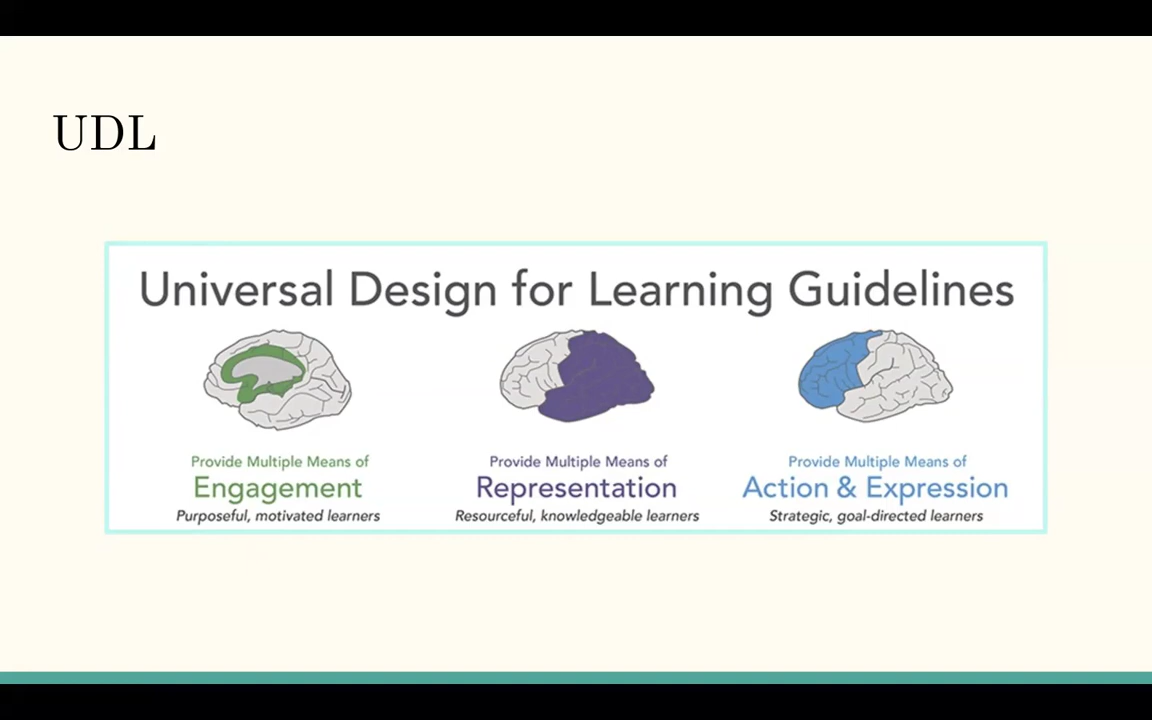 UDL
Universal Design for Learning Guidelines
Provide Multiple Means of
Engagement
Purposeful, motivated learners
Provide Multiple Means of
Representation
Resourceful, knowledgeable learners
Provide Multiple Means of
Action & Expression
Strategic, goal-directed learners